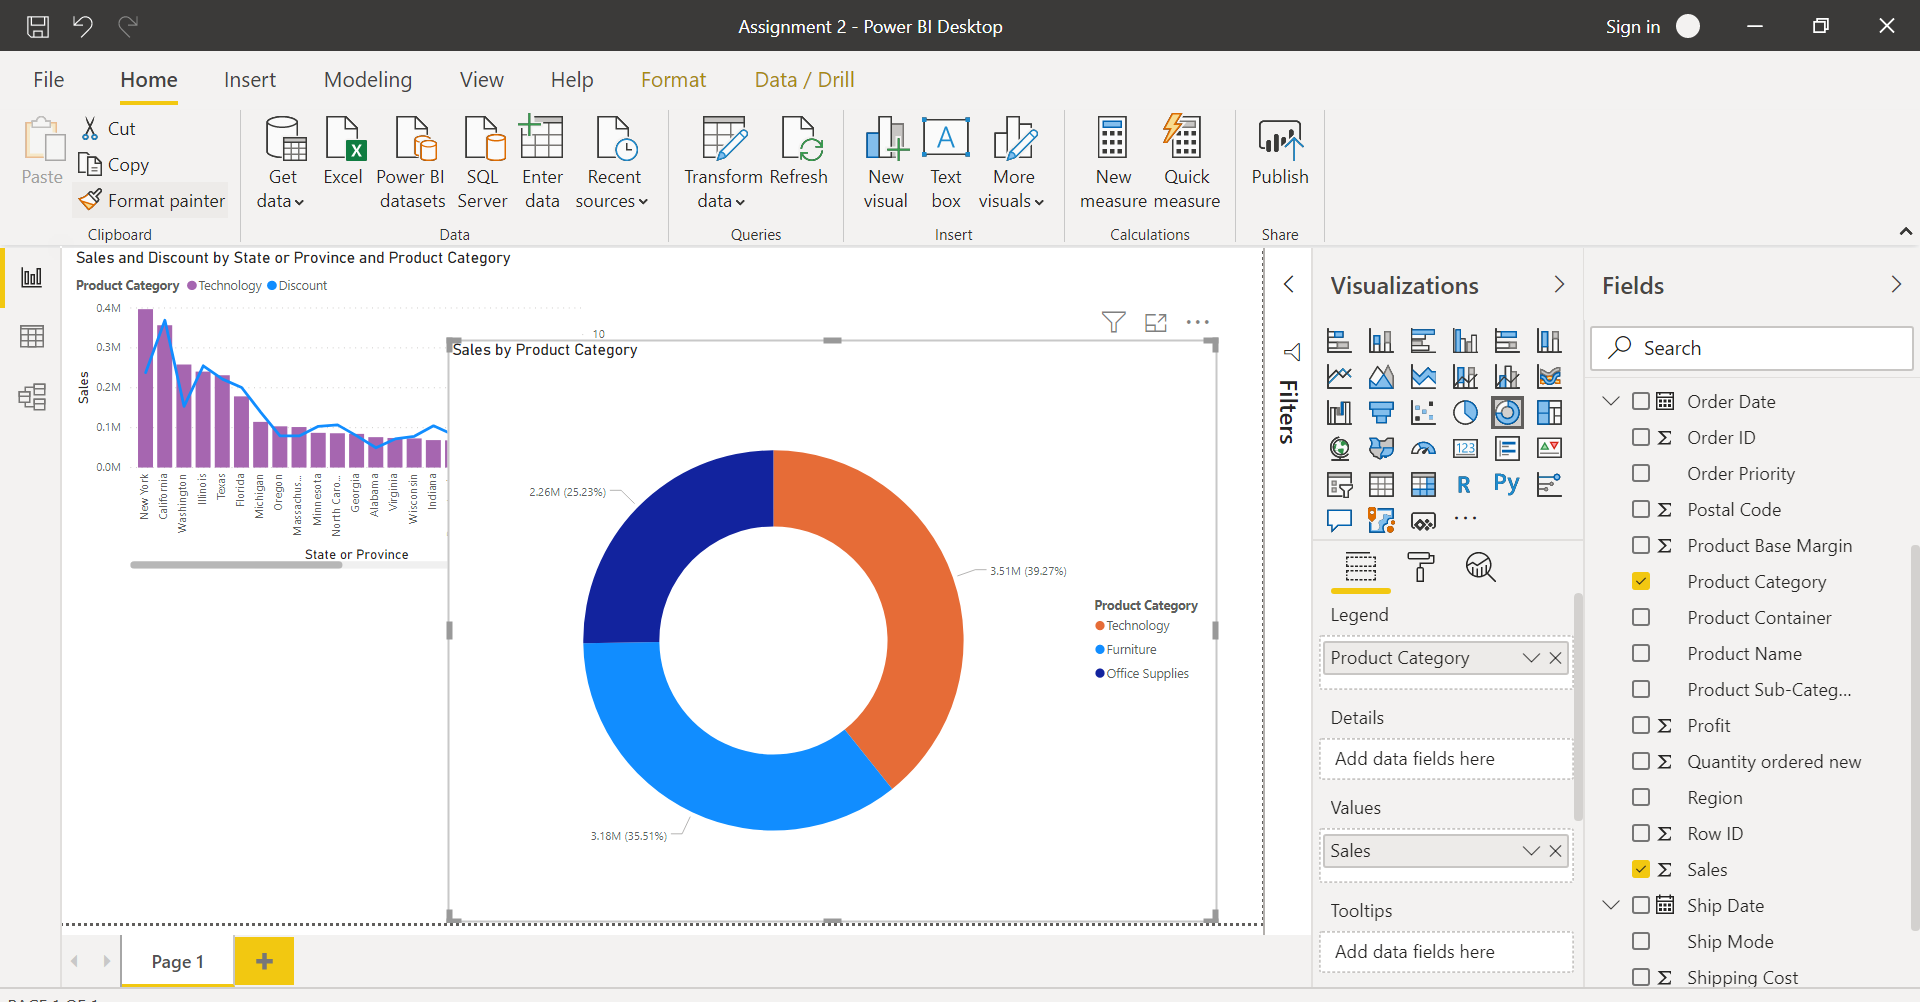 Assignment 2 - Power BI Desktop
Sign in
File Home Insert Modeling View Help Format Data / Drill
Paste
Cut
Copy
Format painter
Clipboard
Get data
Excel
Power BI datasets
SQL Server
Enter data
Recent sources
Data
Transform data
Refresh
Queries
New visual
Text box
More visuals
Insert
New measure
Quick measure
Calculations
Publish
Share
Sales and Discount by State or Province and Product Category
Product Category Technology Discount
0.4M
0.3M
0.2M
0.1M
0.0M
Sales
10
New York
California
Washington
Illinois
Texas
Florida
Michigan
Oregon
Massachus...
Minnesota
North Caro...
Georgia
Alabama
Virginia
Wisconsin
Indiana
State or Province
Sales by Product Category
2.26M (25.23%)
3.51M (39.27%)
3.18M (35.51%)
Product Category
Technology
Furniture
Office Supplies
Filters
Visualizations
123
R
Py
Legend
Product Category
Details
Add data fields here
Values
Sales
Tooltips
Add data fields here
Fields
Search
Order Date
Σ Order ID
Order Priority
Σ Postal Code
Σ Product Base Margin
Product Category
Product Container
Product Name
Product Sub-Categ...
Σ Profit
Σ Quantity ordered new
Region
Σ Row ID
Σ Sales
Ship Date
Ship Mode
Σ Shipping Cost
Page 1
PAGE 1 OF 1